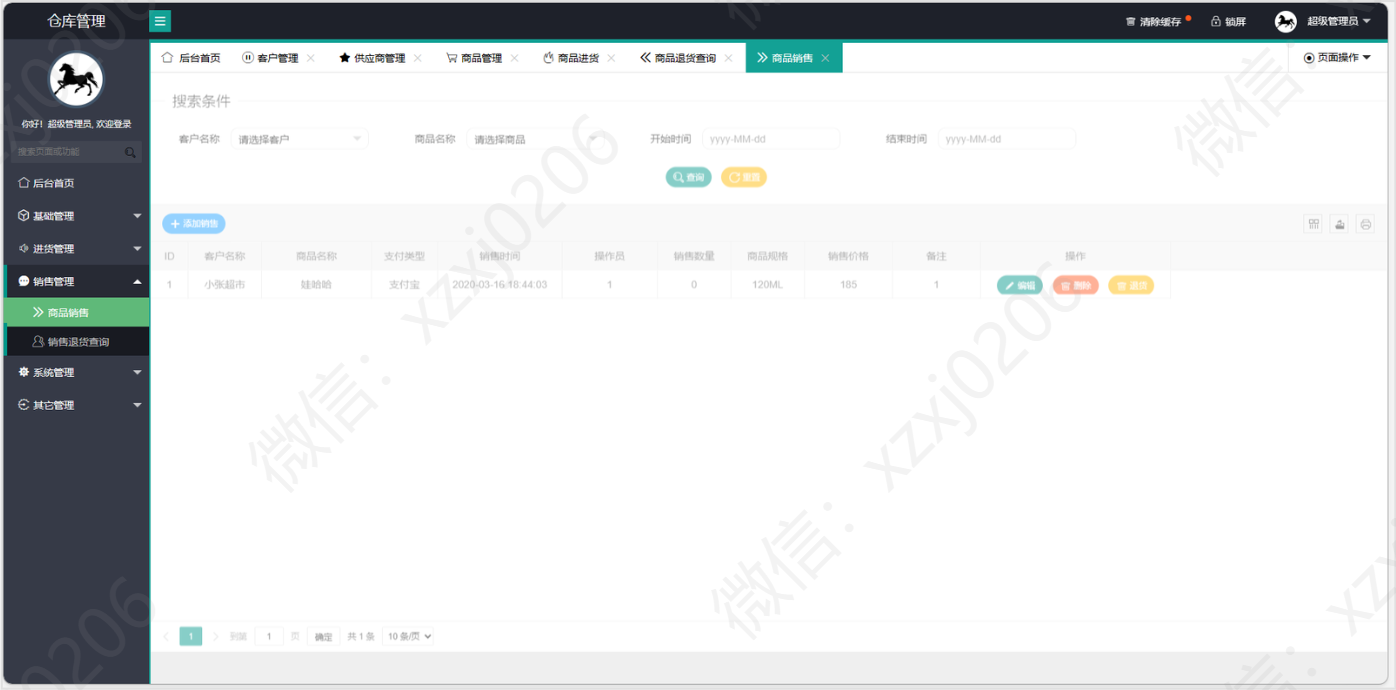 仓库管理
清除缓存 锁屏 超级管理员
后台首页 客户管理 供应商管理 商品管理 商品进货 商品退货查询 商品销售 页面操作
你好！超级管理员, 欢迎登录
搜索页面或功能
后台首页
基础管理
进货管理
销售管理
商品销售
销售退货查询
系统管理
其它管理
搜索条件
客户名称 请选择客户 商品名称 请选择商品 开始时间 yyyy-MM-dd 结束时间 yyyy-MM-dd
查询 重置
添加销售
ID 客户名称 商品名称 支付类型 销售时间 操作员 销售数量 商品规格 销售价格 备注 操作
1 小张超市 娃哈哈 支付宝 2020-03-16 18:44:03 1 0 120ML 185 1 编辑 删除 退货
1 到第 1 页 确定 共 1 条 10 条/页
微信：xzxj0206
微信：xzxj0206
微信：
xzxj0206
0206
xzx
微信：